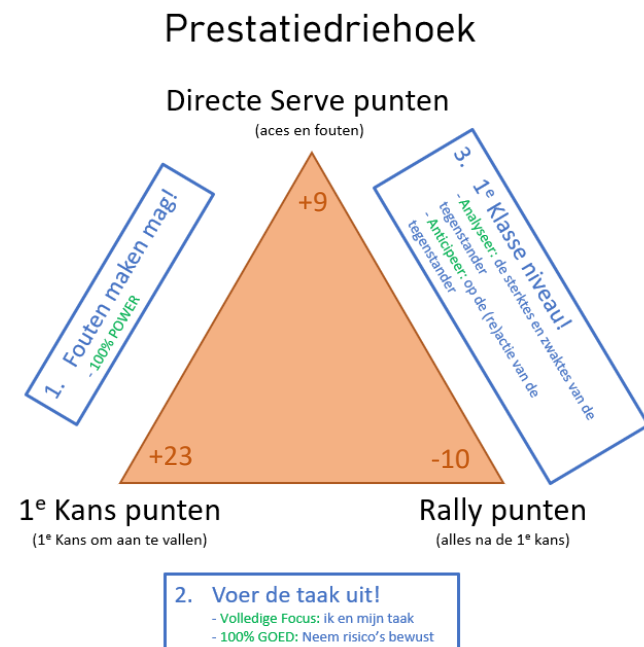 Prestatiedriehoek
Directe Serve punten
(aces en fouten)
+9
1. Fouten maken mag!
- 100% POWER
3. 1e Klasse niveau!
- Analyseer: de sterktes en zwaktes van de
tegenstander
- Anticipeer: op de (re)actie van de
tegenstander
+23
-10
1e Kans punten
(1e Kans om aan te vallen)
Rally punten
(alles na de 1e kans)
2. Voer de taak uit!
- Volledige Focus: ik en mijn taak
- 100% GOED: Neem risico's bewust